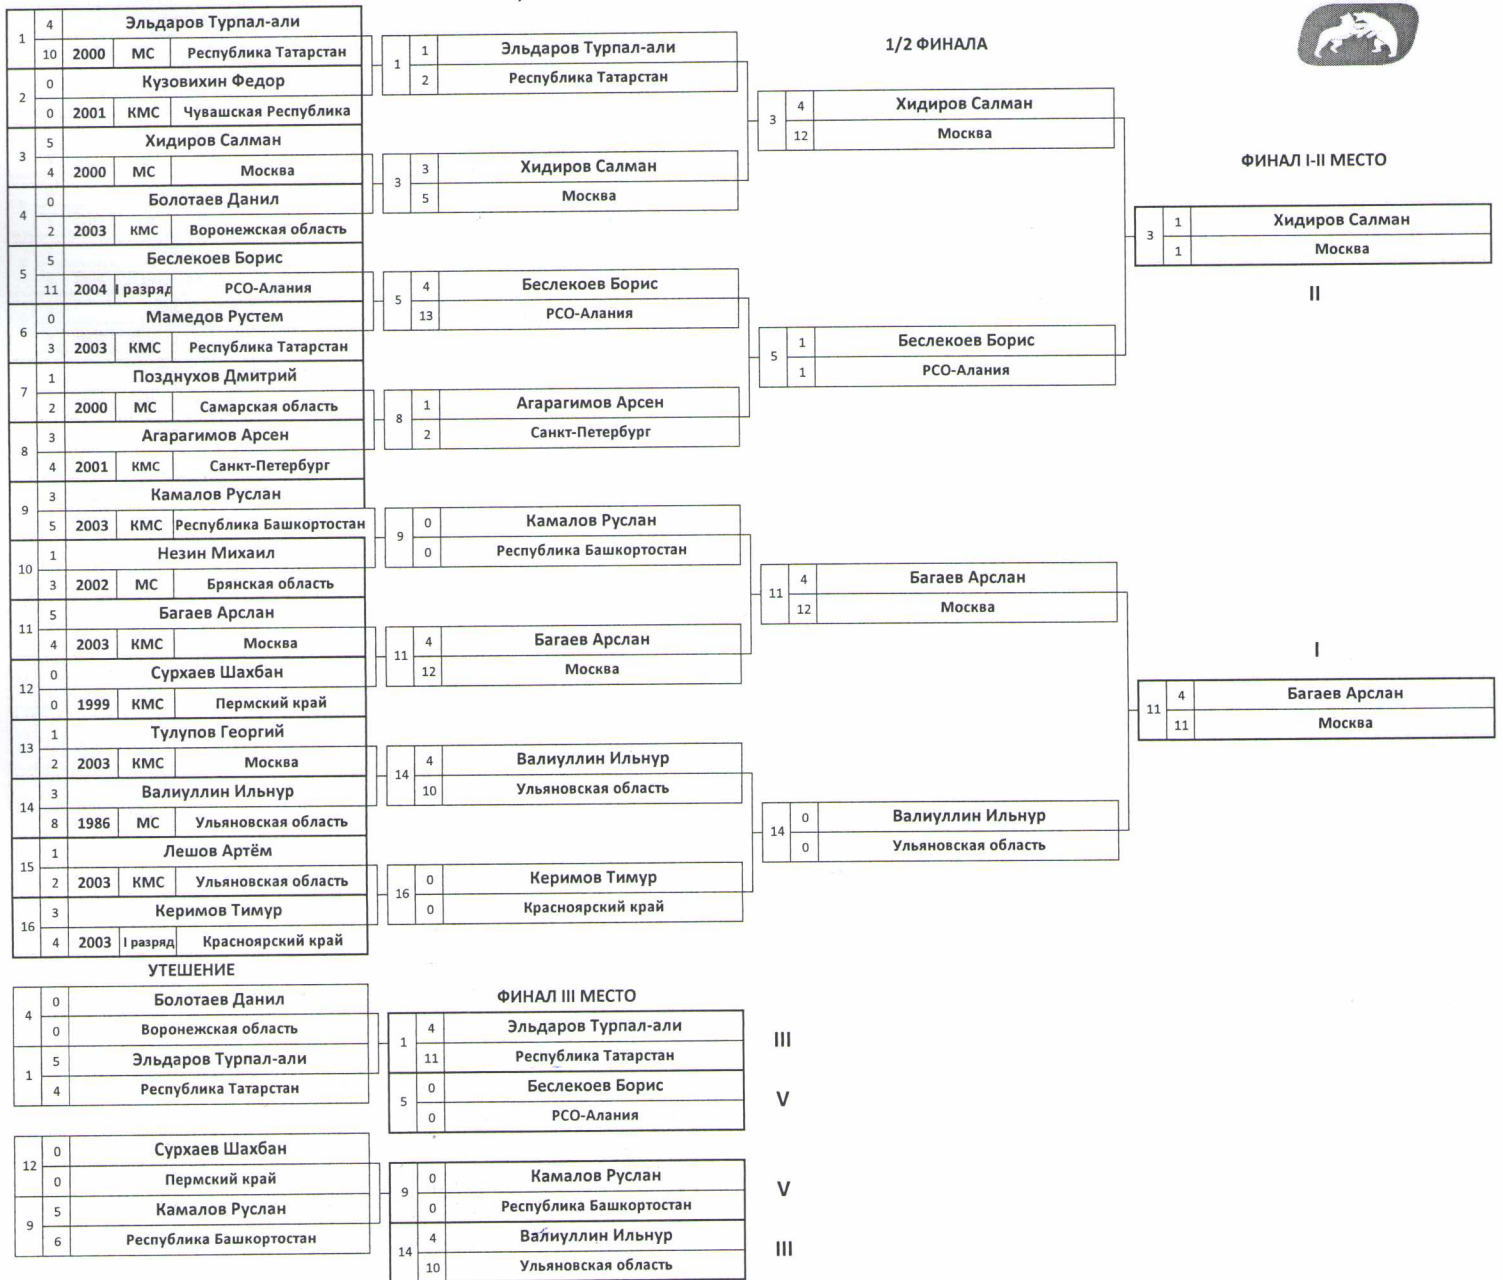 1 4 Эльдаров Турпал-али
10 2000 МС Республика Татарстан
2 0 Кузовихин Федор
0 2001 КМС Чувашская Республика
3 5 Хидиров Салман
4 2000 МС Москва
4 0 Болотаев Данил
2 2003 КМС Воронежская область
5 5 Беслекоев Борис
11 2004 I разряд РСО-Алания
6 0 Мамедов Рустем
3 2003 КМС Республика Татарстан
7 1 Позднухов Дмитрий
2 2000 МС Самарская область
8 3 Агарагимов Арсен
4 2001 КМС Санкт-Петербург
9 3 Камалов Руслан
5 2003 КМС Республика Башкортостан
10 1 Незин Михаил
3 2002 МС Брянская область
11 5 Багаев Арслан
4 2003 КМС Москва
12 0 Сурхаев Шахбан
0 1999 КМС Пермский край
13 1 Тулупов Георгий
2 2003 КМС Москва
14 3 Валиуллин Ильнур
8 1986 МС Ульяновская область
15 1 Лешов Артём
2 2003 КМС Ульяновская область
16 3 Керимов Тимур
4 2003 I разряд Красноярский край
1 1 Эльдаров Турпал-али
2 Республика Татарстан
3 3 Хидиров Салман
5 Москва
5 4 Беслекоев Борис
13 РСО-Алания
8 1 Агарагимов Арсен
2 Санкт-Петербург
9 0 Камалов Руслан
0 Республика Башкортостан
11 4 Багаев Арслан
12 Москва
14 4 Валиуллин Ильнур
10 Ульяновская область
16 0 Керимов Тимур
0 Красноярский край
1/2 ФИНАЛА
3 4 Хидиров Салман
12 Москва
5 1 Беслекоев Борис
1 РСО-Алания
11 4 Багаев Арслан
12 Москва
14 0 Валиуллин Ильнур
0 Ульяновская область
ФИНАЛ I-II МЕСТО
3 1 Хидиров Салман
1 Москва
II
I
11 4 Багаев Арслан
11 Москва
УТЕШЕНИЕ
4 0 Болотаев Данил
0 Воронежская область
1 5 Эльдаров Турпал-али
4 Республика Татарстан
12 0 Сурхаев Шахбан
0 Пермский край
9 5 Камалов Руслан
6 Республика Башкортостан
ФИНАЛ III МЕСТО
1 4 Эльдаров Турпал-али III
11 Республика Татарстан
5 0 Беслекоев Борис V
0 РСО-Алания
9 0 Камалов Руслан V
0 Республика Башкортостан
14 4 Валиуллин Ильнур III
10 Ульяновская область